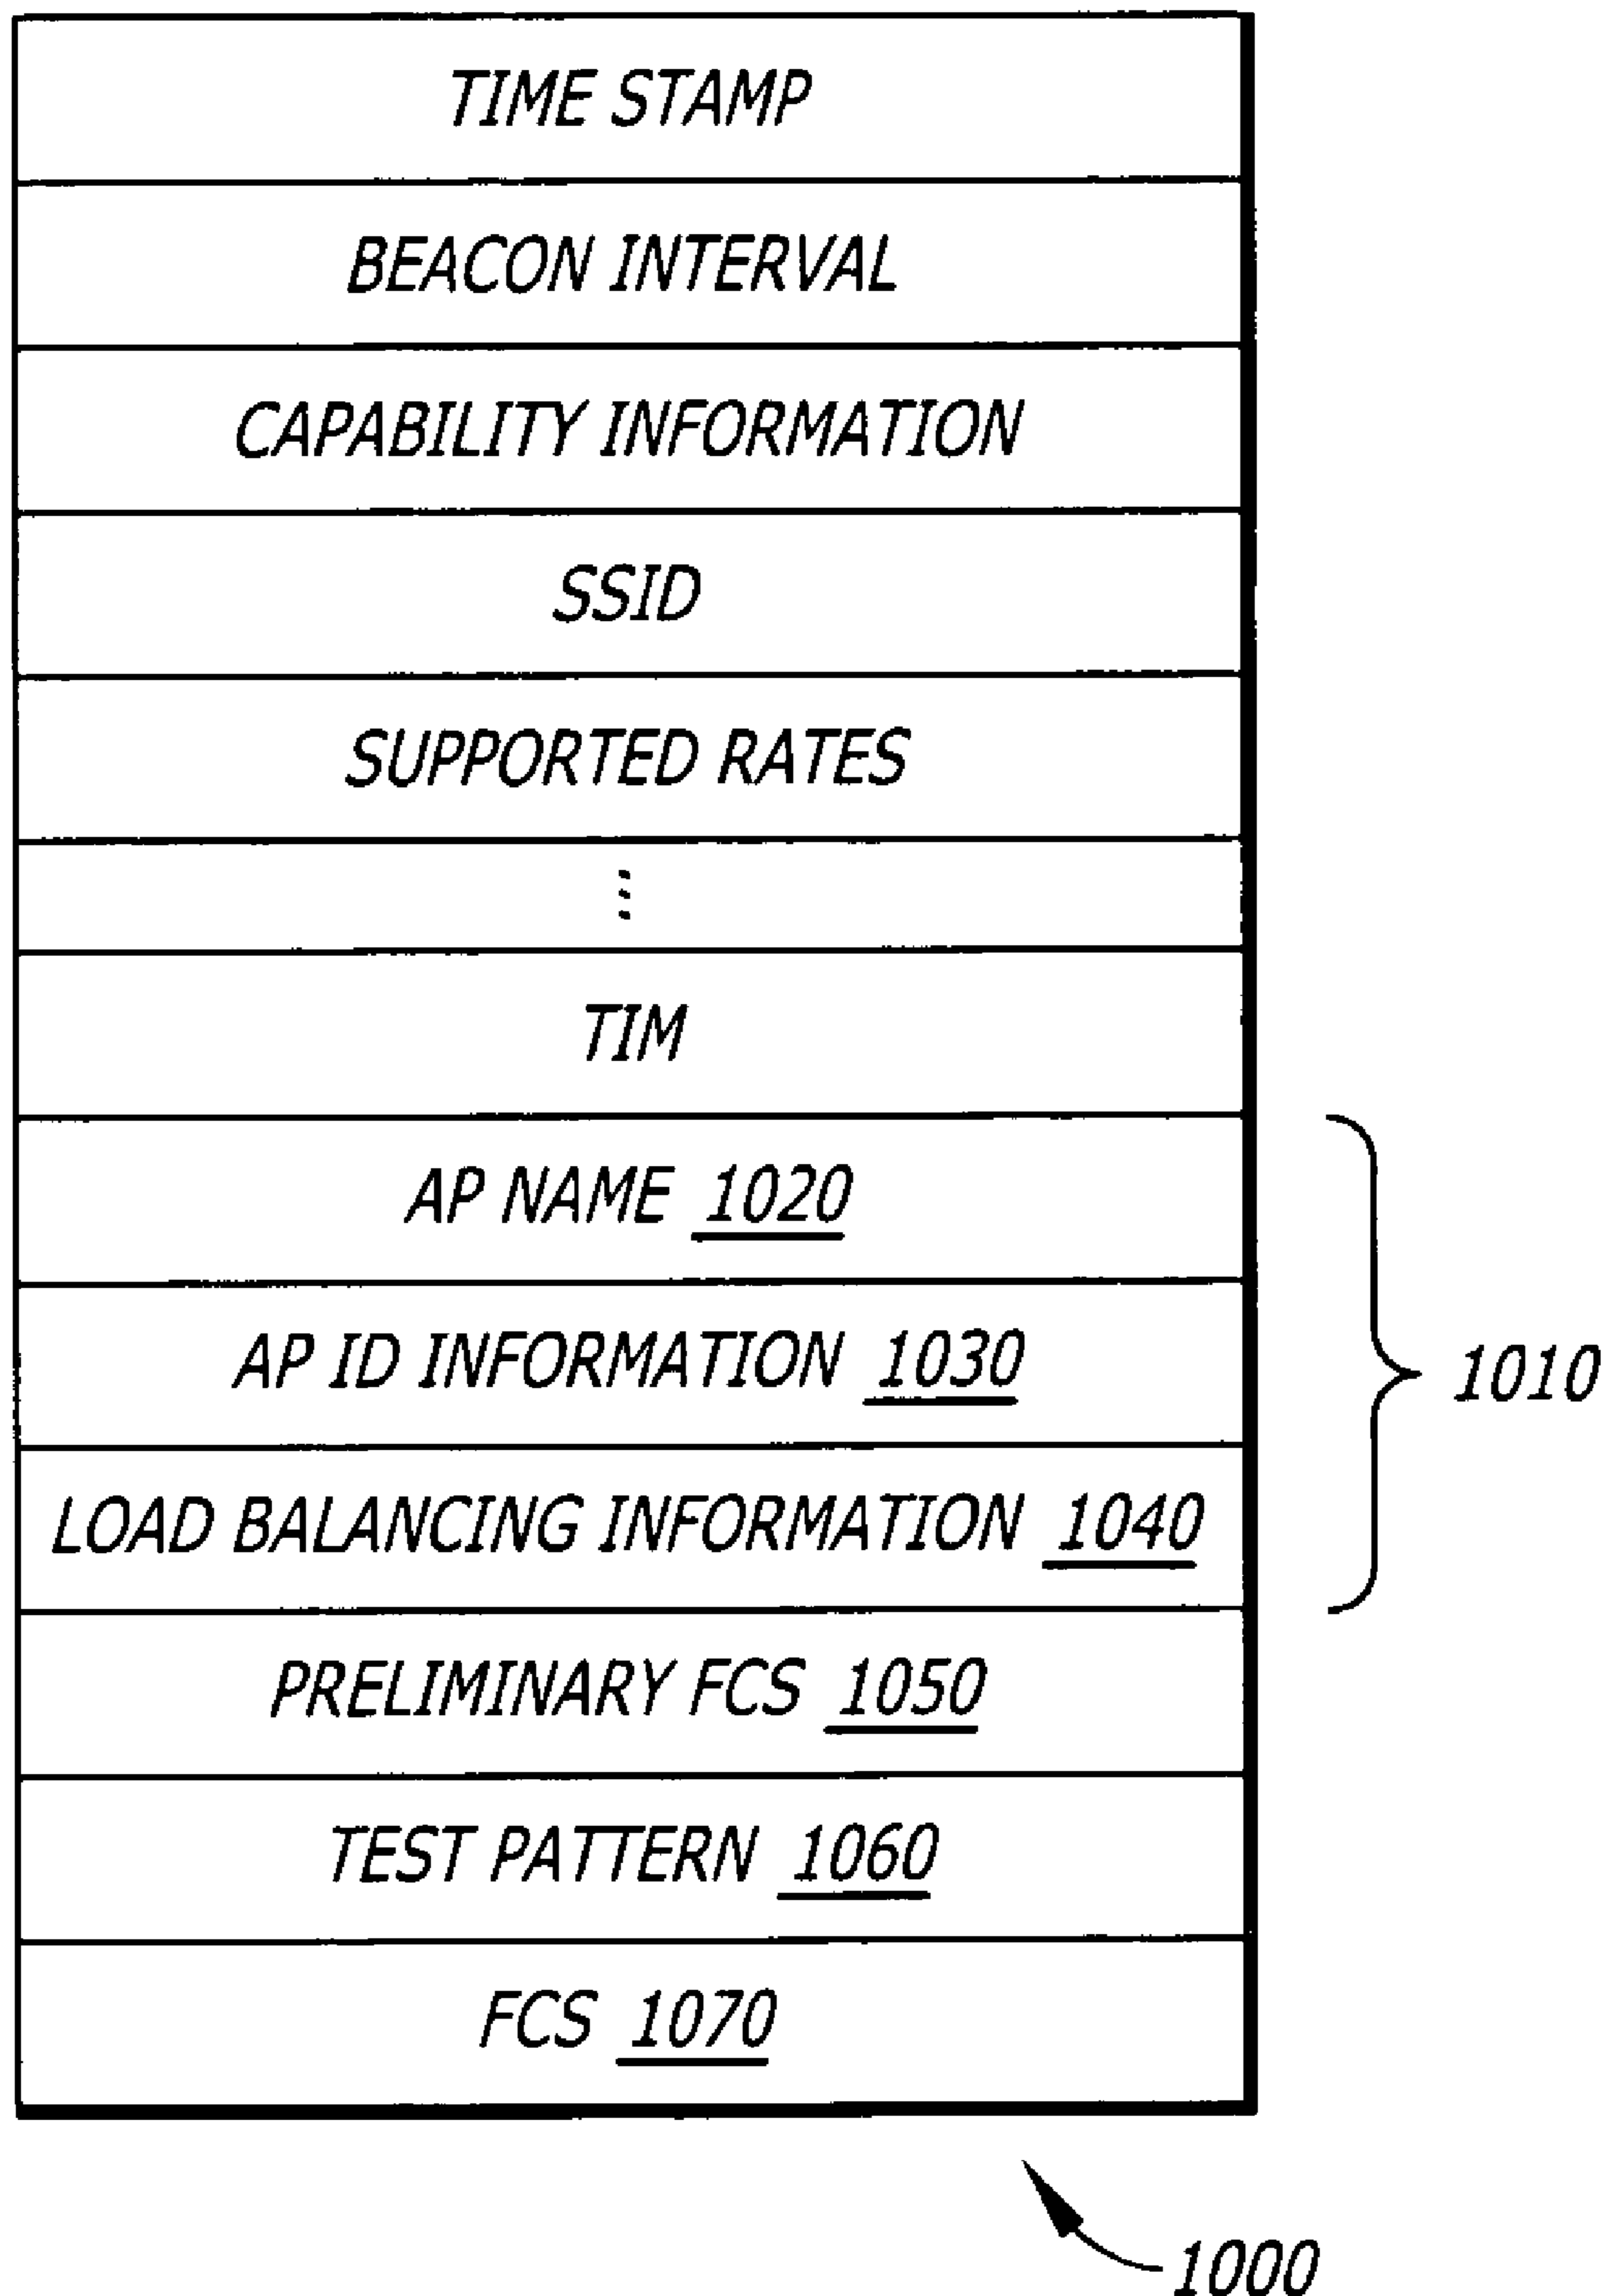 TIME STAMP
BEACON INTERVAL
CAPABILITY INFORMATION
SSID
SUPPORTED RATES
⋮
TIM
AP NAME 1020
AP ID INFORMATION 1030
LOAD BALANCING INFORMATION 1040
1010
PRELIMINARY FCS 1050
TEST PATTERN 1060
FCS 1070
1000